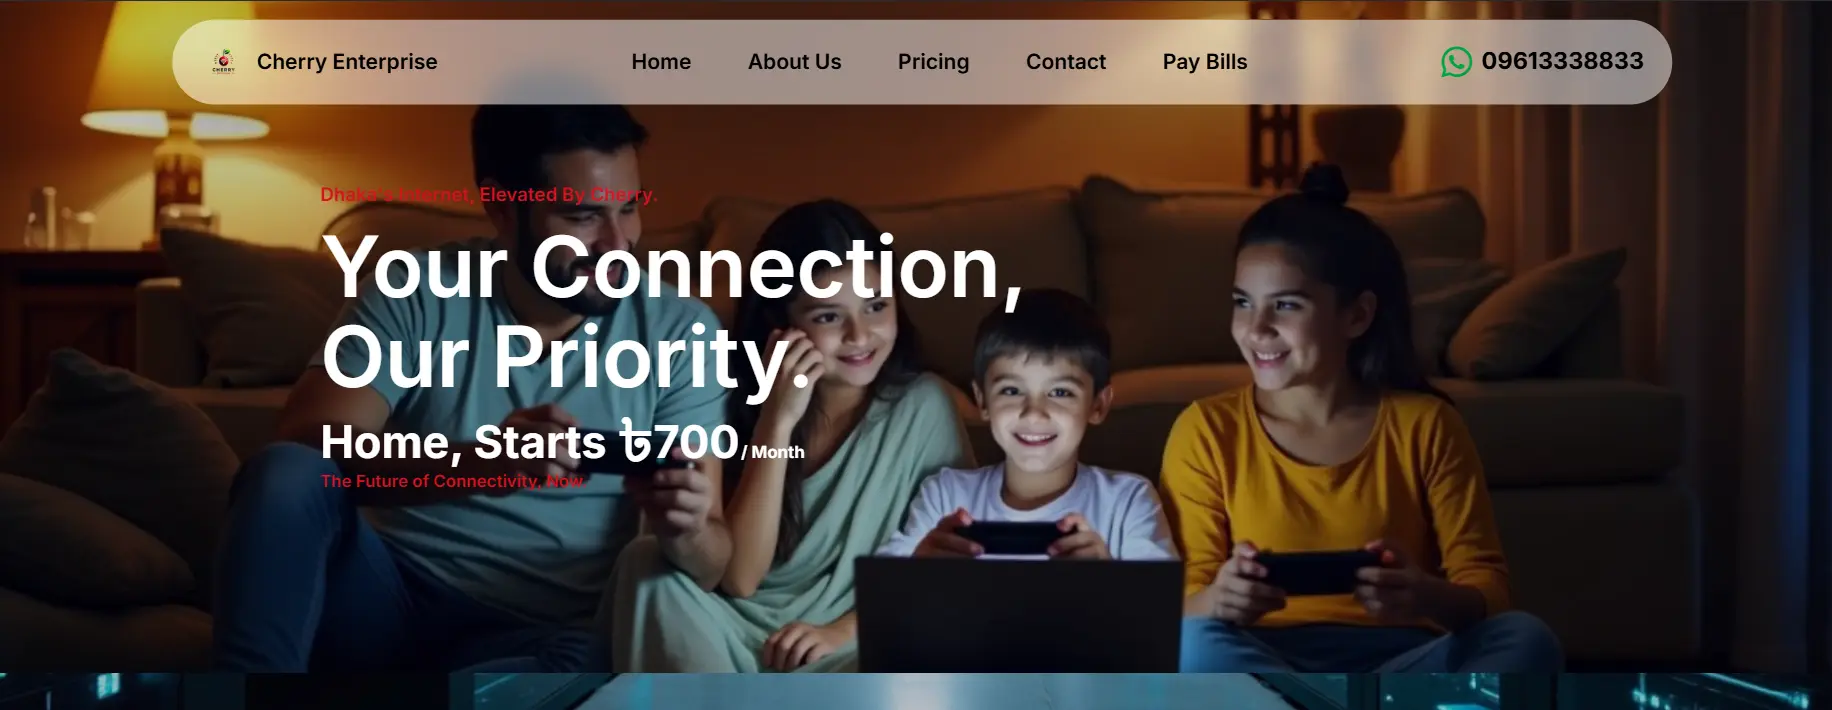 CHERRY
Cherry Enterprise
Home
About Us
Pricing
Contact
Pay Bills
09613338833
Dhaka's Internet, Elevated By Cherry.
Your Connection,
Our Priority.
Home, Starts ৳700/ Month
The Future of Connectivity, Now.